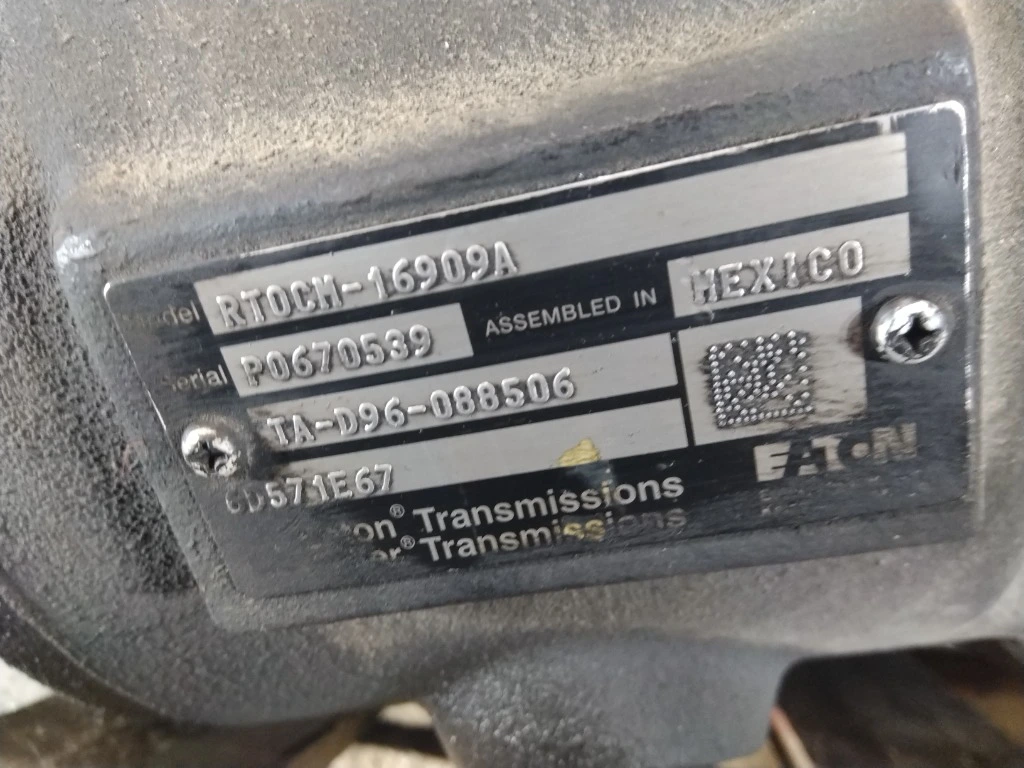 Model RTOCM-16909A
Serial P0670539 ASSEMBLED IN MEXICO
TA-D96-088506
6D571E67
EATON
® Transmissions
® Transmissions